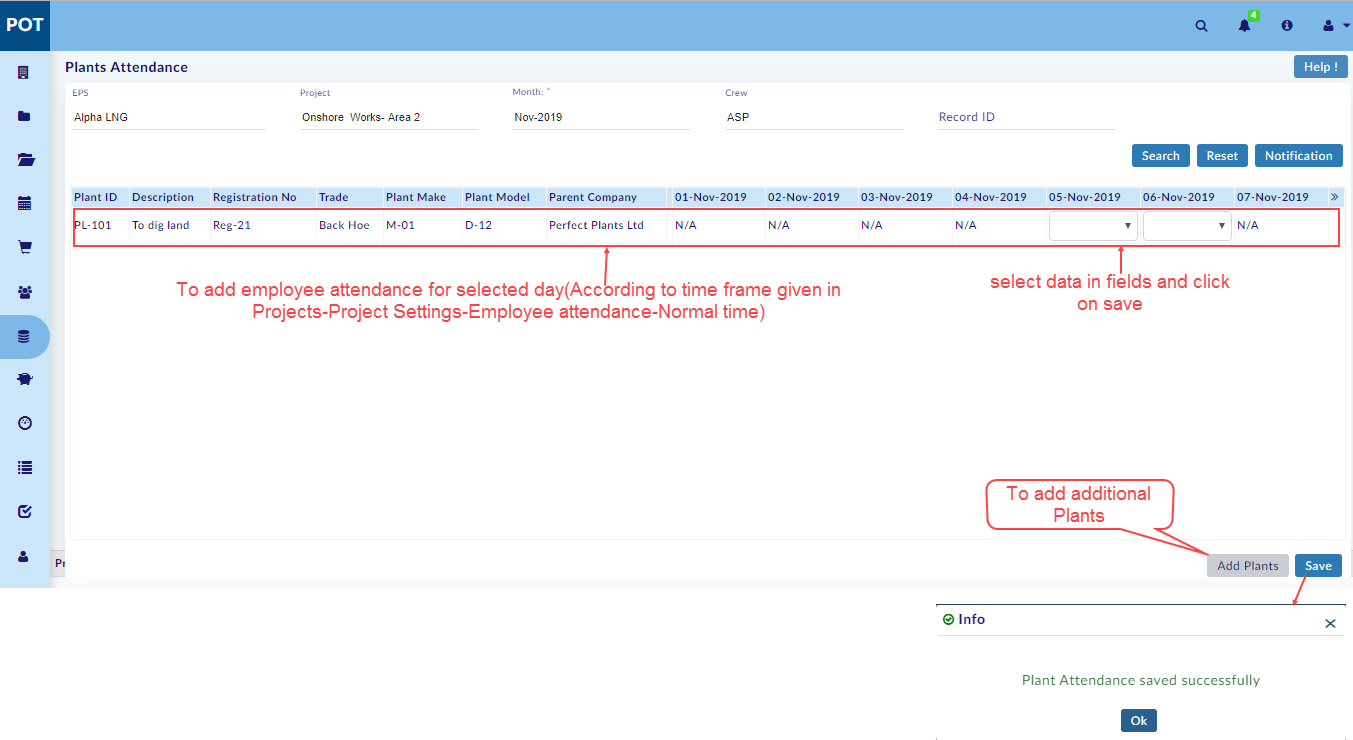 POT
4
Plants Attendance
Help !
EPS Project Month: * Crew
Alpha LNG Onshore Works- Area 2 Nov-2019 ASP Record ID
Search Reset Notification
Plant ID Description Registration No Trade Plant Make Plant Model Parent Company 01-Nov-2019 02-Nov-2019 03-Nov-2019 04-Nov-2019 05-Nov-2019 06-Nov-2019 07-Nov-2019 »
PL-101 To dig land Reg-21 Back Hoe M-01 D-12 Perfect Plants Ltd N/A N/A N/A N/A N/A
To add employee attendance for selected day(According to time frame given in
Projects-Project Settings-Employee attendance-Normal time)
select data in fields and click
on save
To add additional
Plants
Pr
Add Plants Save
Info
Plant Attendance saved successfully
Ok